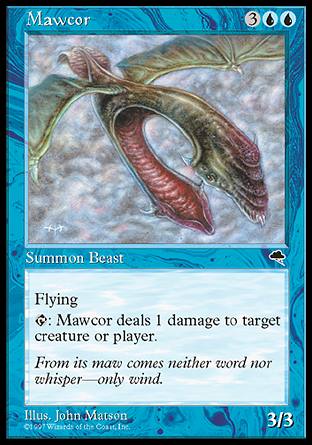 Mawcor 3
Summon Beast
Flying
: Mawcor deals 1 damage to target
creature or player.
From its maw comes neither word nor
whisper—only wind.
Illus. John Matson
©1997 Wizards of the Coast, Inc.
3/3